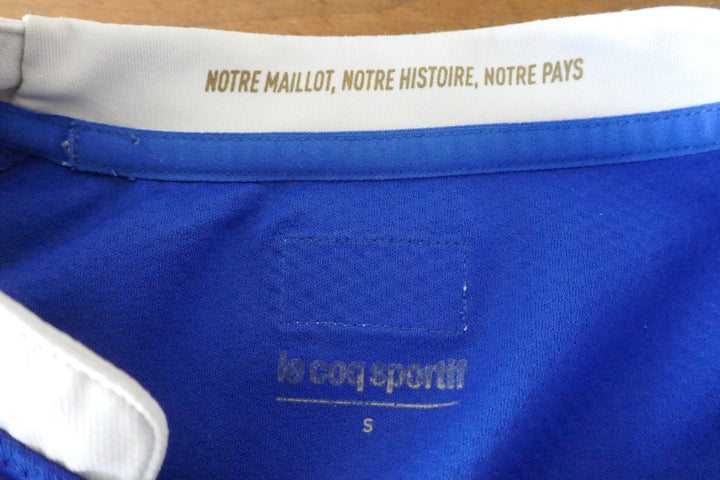 NOTRE MAILLOT, NOTRE HISTOIRE, NOTRE PAYS
le coq sportif
S